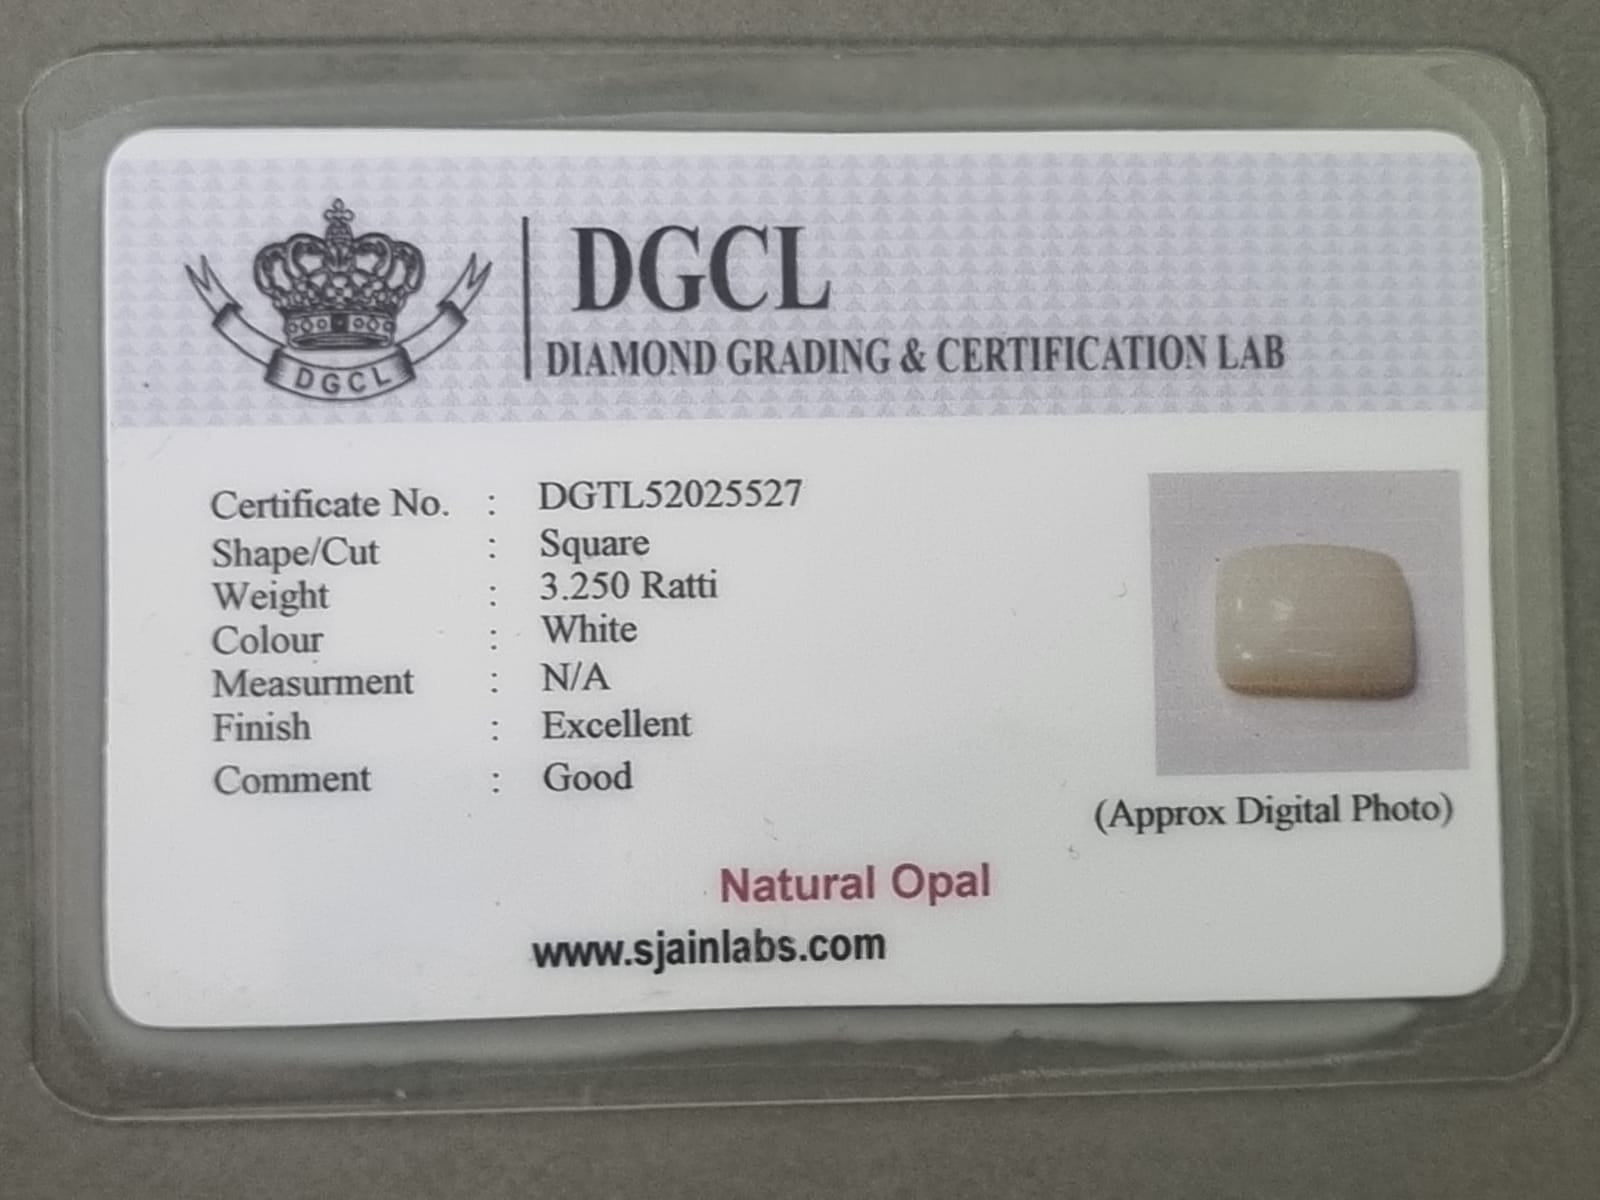 DGCL
DGCL
DIAMOND GRADING & CERTIFICATION LAB
Certificate No. : DGTL52025527
Shape/Cut : Square
Weight : 3.250 Ratti
Colour : White
Measurment : N/A
Finish : Excellent
Comment : Good
(Approx Digital Photo)
Natural Opal
www.sjainlabs.com